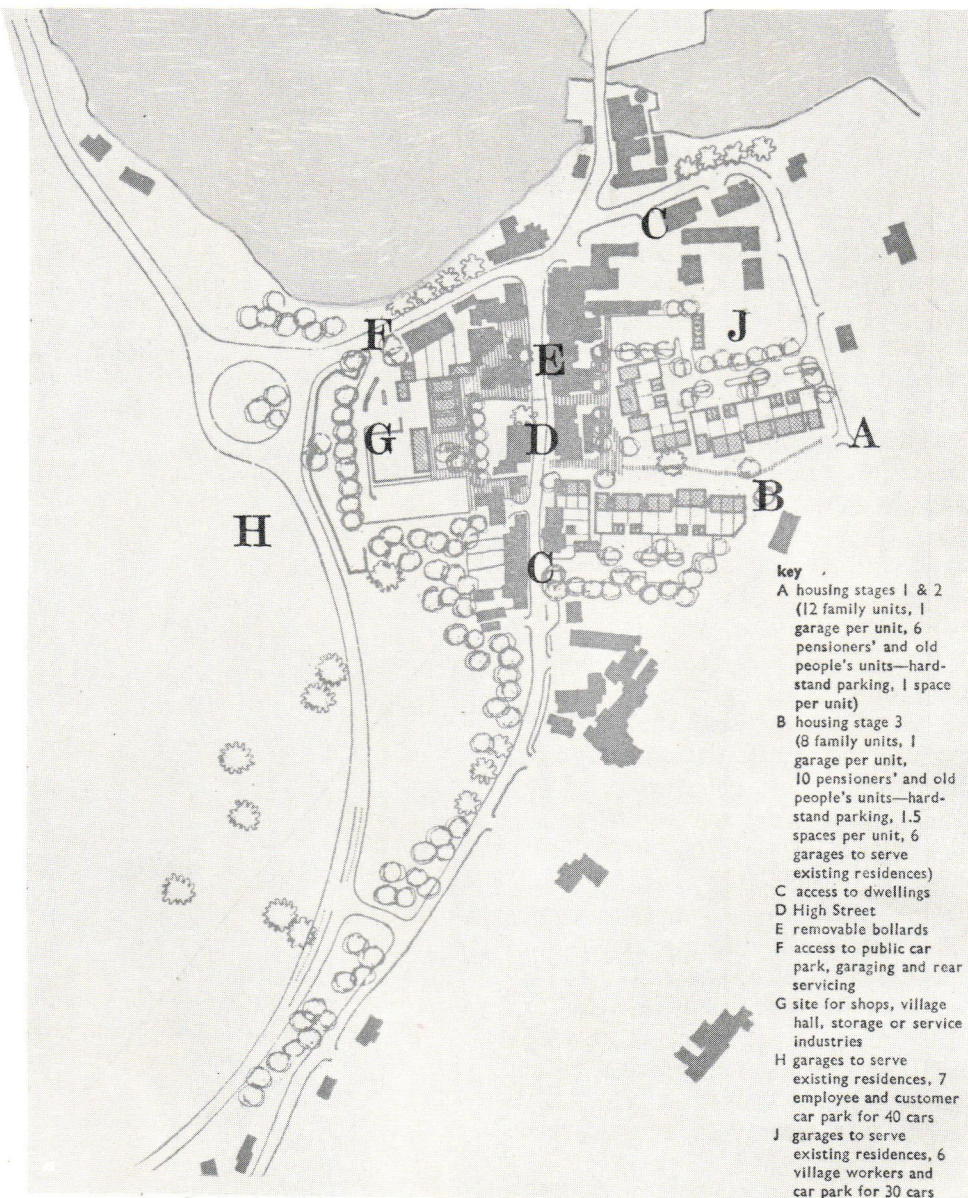 C
J
F
E
G
D
A
H
B
C
key
A housing stages 1 & 2
(12 family units, 1
garage per unit, 6
pensioners' and old
people's units—hard-
stand parking, 1 space
per unit)
B housing stage 3
(8 family units, 1
garage per unit,
10 pensioners' and old
people's units—hard-
stand parking, 1.5
spaces per unit, 6
garages to serve
existing residences)
C access to dwellings
D High Street
E removable bollards
F access to public car
park, garaging and rear
servicing
G site for shops, village
hall, storage or service
industries
H garages to serve
existing residences, 7
employee and customer
car park for 40 cars
J garages to serve
existing residences, 6
village workers and
car park for 30 cars